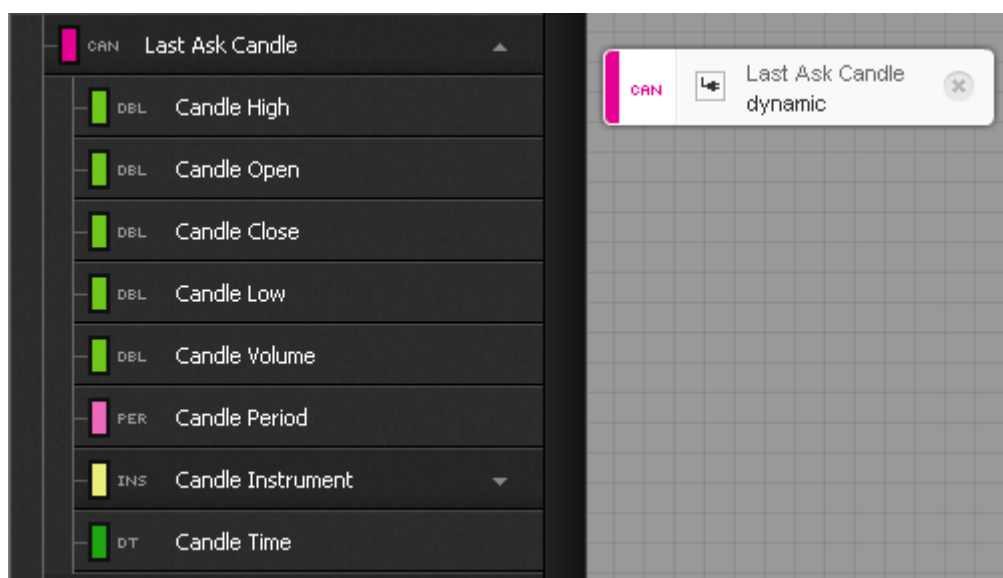 CAN Last Ask Candle
DBL Candle High
DBL Candle Open
DBL Candle Close
DBL Candle Low
DBL Candle Volume
PER Candle Period
INS Candle Instrument
DT Candle Time
CAN Last Ask Candle
dynamic